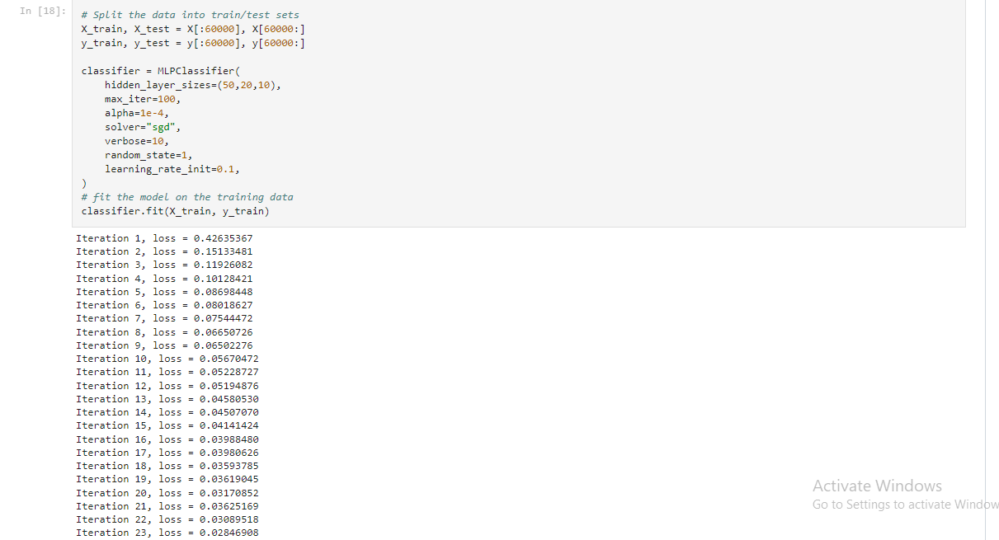 In [18]:
# Split the data into train/test sets
X_train, X_test = X[:60000], X[60000:]
y_train, y_test = y[:60000], y[60000:]
classifier = MLPClassifier(
    hidden_layer_sizes=(50,20,10),
    max_iter=100,
    alpha=1e-4,
    solver="sgd",
    verbose=10,
    random_state=1,
    learning_rate_init=0.1,
)
# fit the model on the training data
classifier.fit(X_train, y_train)
Iteration 1, loss = 0.42635367
Iteration 2, loss = 0.15133481
Iteration 3, loss = 0.11926082
Iteration 4, loss = 0.10128421
Iteration 5, loss = 0.08698448
Iteration 6, loss = 0.08018627
Iteration 7, loss = 0.07544472
Iteration 8, loss = 0.06650726
Iteration 9, loss = 0.06502276
Iteration 10, loss = 0.05670472
Iteration 11, loss = 0.05228727
Iteration 12, loss = 0.05194876
Iteration 13, loss = 0.04580530
Iteration 14, loss = 0.04507070
Iteration 15, loss = 0.04141424
Iteration 16, loss = 0.03988480
Iteration 17, loss = 0.03980626
Iteration 18, loss = 0.03593785
Iteration 19, loss = 0.03619045
Iteration 20, loss = 0.03170852
Iteration 21, loss = 0.03625169
Iteration 22, loss = 0.03089518
Iteration 23, loss = 0.02846908
Activate Windows
Go to Settings to activate Window